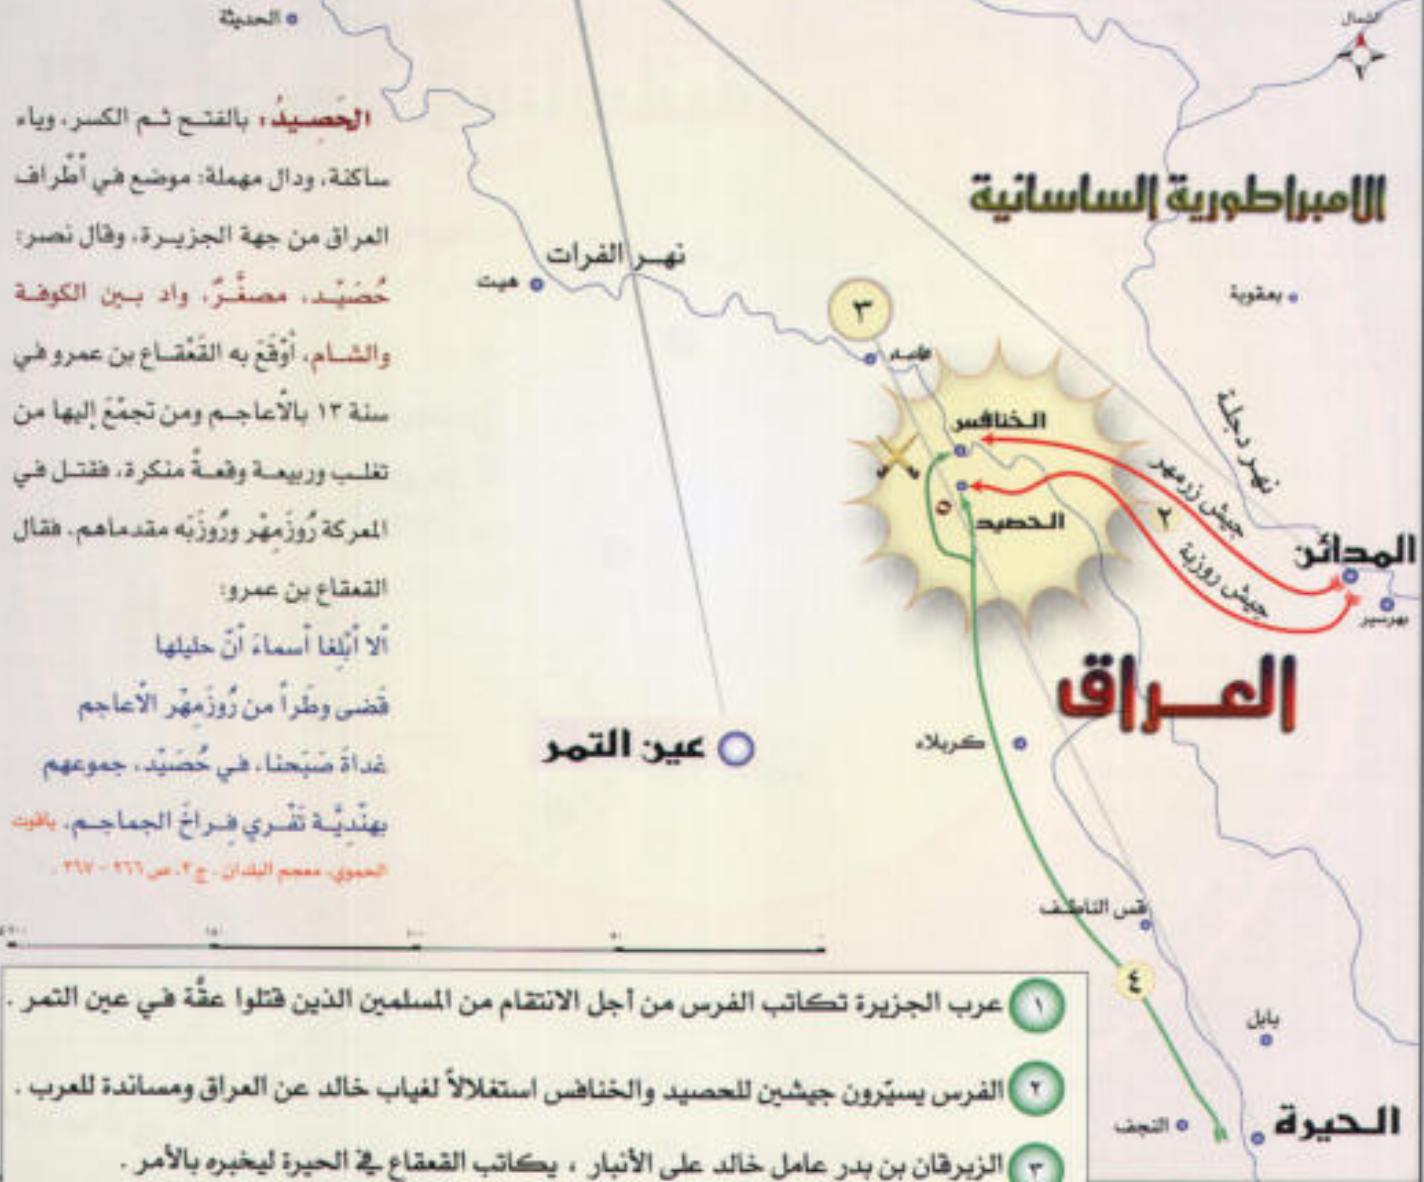 الحديثة
الشمال
الحَصِيدُ: بالفتح ثم الكسر، وياء
ساكنة، ودال مهملة: موضع في أطْراف
العراق من جهة الجزيرة، وقال نصر:
حُصَيْد، مصغَّرٌ، واد بين الكوفة
والشام، أوْقَعَ به القَعْقاع بن عمرو في
سنة ١٣ بالأعاجم ومن تجمّعَ إليها من
تغلب وربيعة وقعةً منكرة، فقتل في
المعركة رُوزَمِهْر ورُوزَبَه مقدماهم، فقال
القعقاع بن عمرو:
ألا أبْلِغا أسماءَ أنّ حليلها
قَضى وطَراً من رُوزَمِهْر الأعاجم
غداةَ صَبَحنا، في حُصَيْد، جموعهم
بهنْدِيَّة تَفْري فِراخَ الجماجم. ياقوت
الحموي، معجم البلدان، ج٢، ص ٢٦٦ - ٢٦٧ .
الامبراطورية الساسانية
نهر الفرات
هيت
بعقوبة
٣
الخنافس
نهر دجلة
جيش زرمهر
٢
جيش روزبة
٥
الحصيد
المدائن
بهرسير
العراق
كربلاء
عين التمر
قس الناطف
٤
بابل
النجف
الحيرة
١ عرب الجزيرة تكاتب الفرس من أجل الانتقام من المسلمين الذين قتلوا عقَّة في عين التمر .
٢ الفرس يسيّرون جيشين للحصيد والخنافس استغلالاً لغياب خالد عن العراق ومساندة للعرب .
٣ الزبرقان بن بدر عامل خالد على الأنبار ، يكاتب القعقاع في الحيرة ليخبره بالأمر .